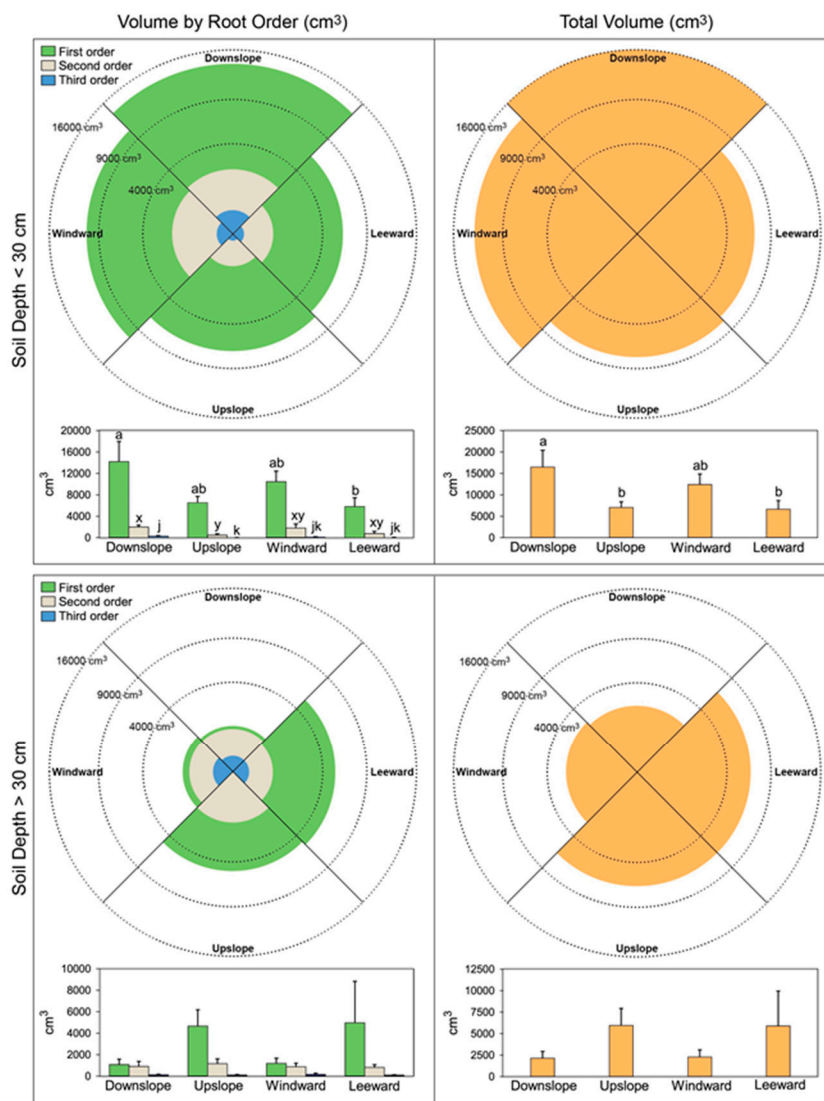 Volume by Root Order (cm³)
Total Volume (cm³)
Soil Depth < 30 cm
First order
Second order
Third order
Downslope
16000 cm³
9000 cm³
4000 cm³
Windward
Leeward
Upslope
Downslope
16000 cm³
9000 cm³
4000 cm³
Windward
Leeward
Upslope
cm³
20000
16000
12000
8000
4000
0
a
x
j
ab
y
k
ab
xy
jk
b
xy
jk
Downslope
Upslope
Windward
Leeward
cm³
25000
20000
15000
10000
5000
0
a
b
ab
b
Downslope
Upslope
Windward
Leeward
Soil Depth > 30 cm
First order
Second order
Third order
Downslope
16000 cm³
9000 cm³
4000 cm³
Windward
Leeward
Upslope
Downslope
16000 cm³
9000 cm³
4000 cm³
Windward
Leeward
Upslope
cm³
10000
8000
6000
4000
2000
0
Downslope
Upslope
Windward
Leeward
cm³
12500
10000
7500
5000
2500
0
Downslope
Upslope
Windward
Leeward